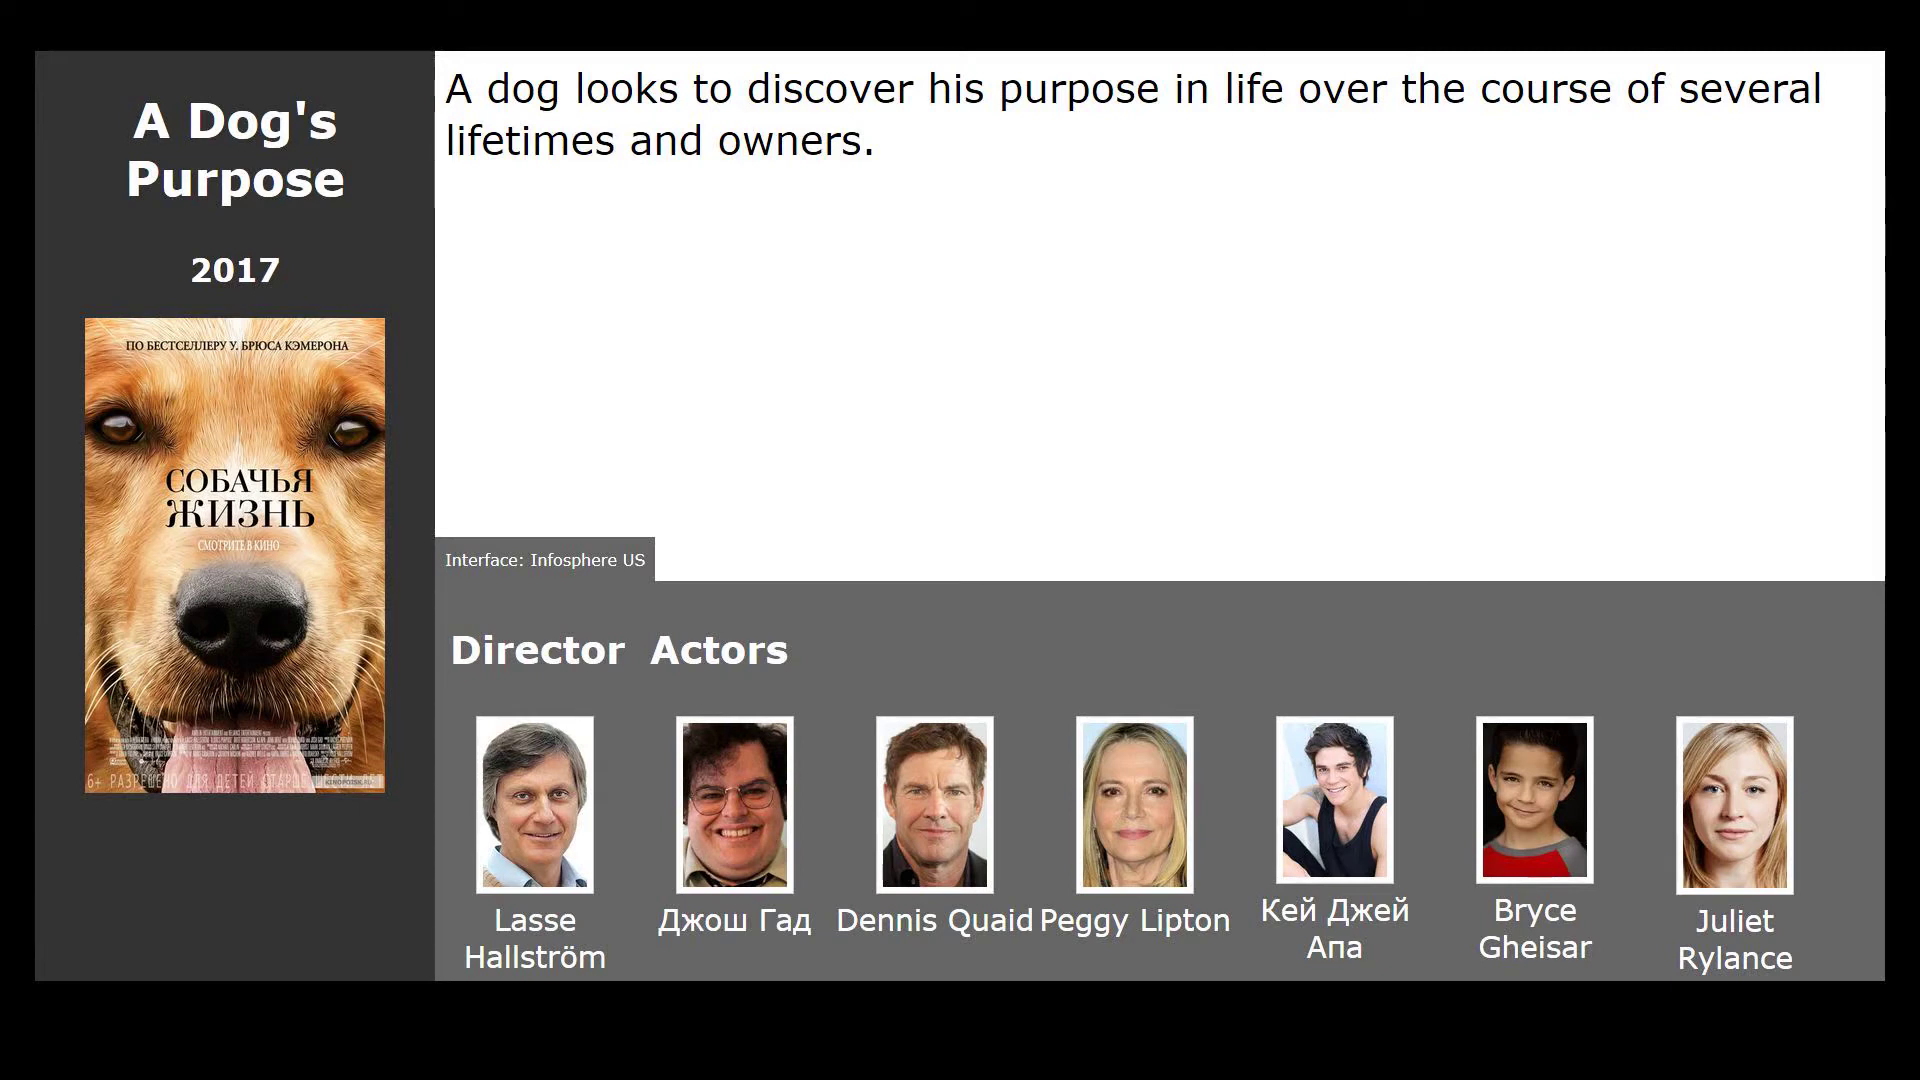 A Dog's
Purpose
2017
ПО БЕСТСЕЛЛЕРУ У. БРЮСА КЭМЕРОНА
СОБАЧЬЯ
ЖИЗНЬ
СМОТРИТЕ В КИНО
6+ РАЗРЕШЕНО ДЛЯ ДЕТЕЙ СТАРШЕ ШЕСТИ ЛЕТ
A dog looks to discover his purpose in life over the course of several
lifetimes and owners.
Interface: Infosphere US
Director Actors
Lasse
Hallström
Джош Гад
Dennis Quaid
Peggy Lipton
Кей Джей
Апа
Bryce
Gheisar
Juliet
Rylance